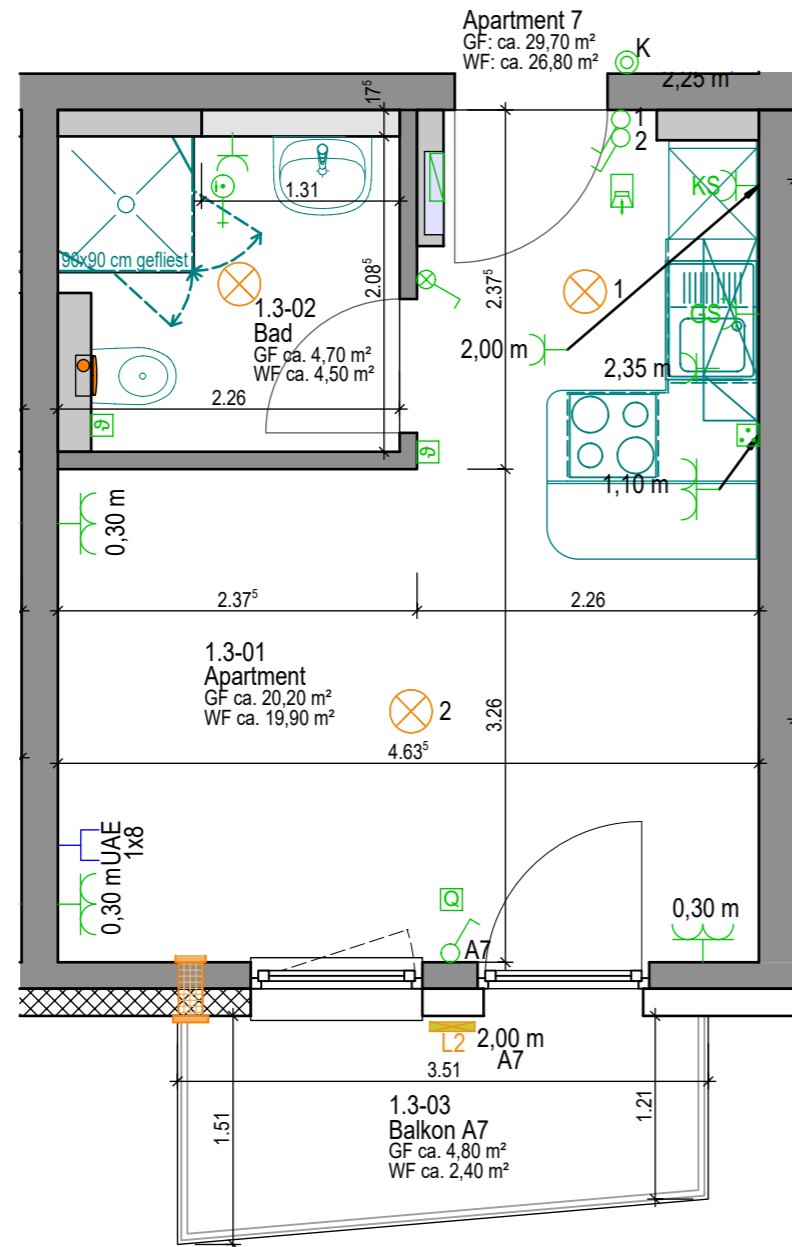 Apartment 7
GF: ca. 29,70 m²
WF: ca. 26,80 m²
K
2,25 m
17⁵
1
2
1.31
KS
90x90 cm gefliest
2.08⁵
2.37⁵
1
1.3-02
Bad
GF ca. 4,70 m²
WF ca. 4,50 m²
GS
2,00 m
2,35 m
2.26
ϑ
ϑ
1,10 m
0,30 m
2.37⁵
2.26
1.3-01
Apartment
GF ca. 20,20 m²
WF ca. 19,90 m²
2
3.26
4.63⁵
UAE
1x8
0,30 m
Q
A7
0,30 m
L2
2,00 m
A7
3.51
1.51
1.21
1.3-03
Balkon A7
GF ca. 4,80 m²
WF ca. 2,40 m²